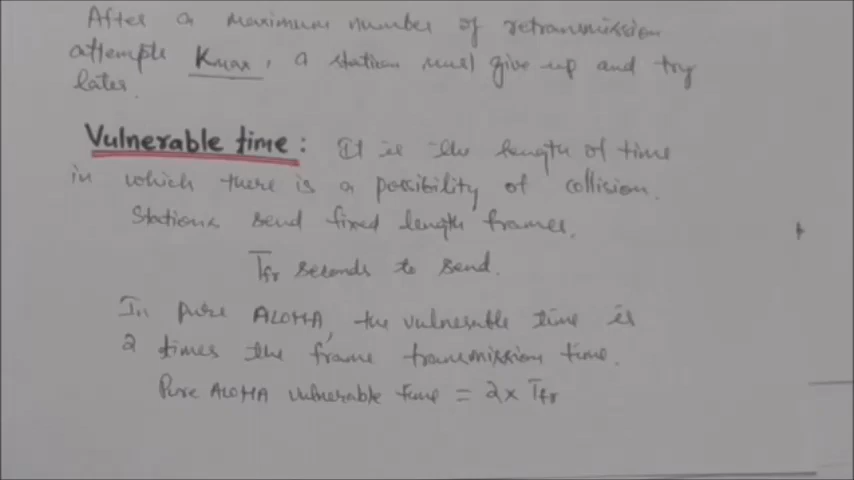 After a maximum number of retransmission
attempts Kmax, a station must give up and try
later.
Vulnerable time: It is the length of time
in which there is a possibility of collision.
Stations send fixed length frames.
Tfr seconds to send.
In pure ALOHA, the vulnerable time is
2 times the frame transmission time.
Pure ALOHA vulnerable time = 2 x Tfr